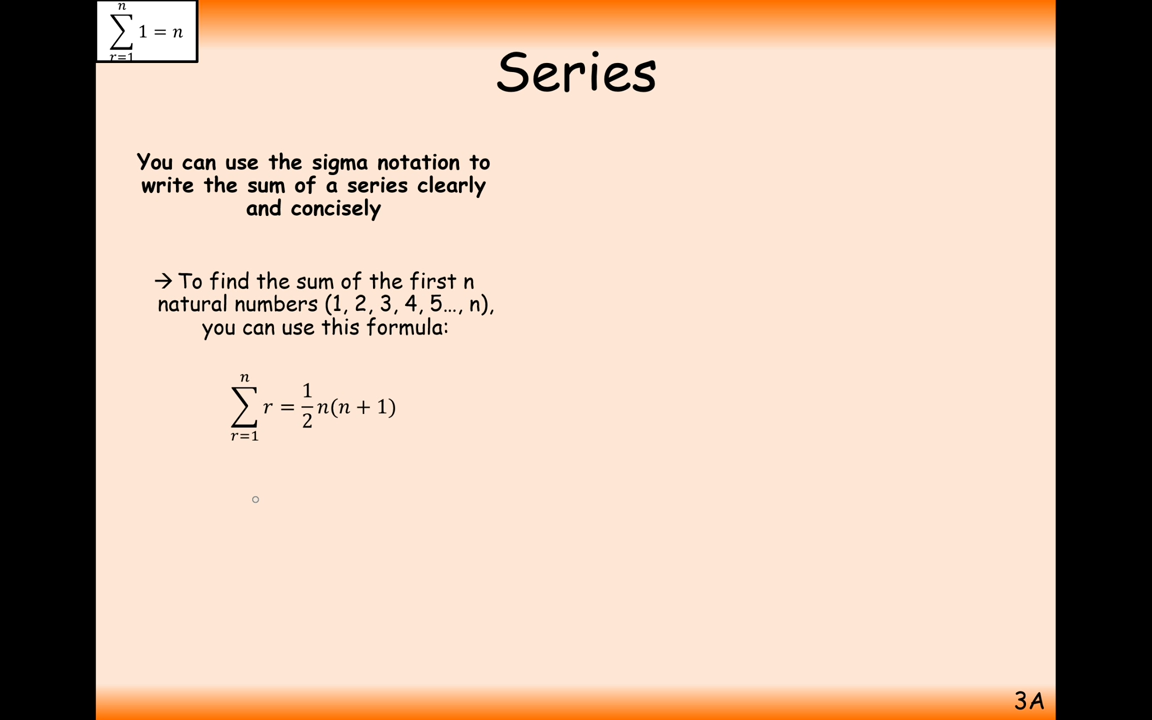 n
∑ 1 = n
r=1
Series
You can use the sigma notation to
write the sum of a series clearly
and concisely
→ To find the sum of the first n
natural numbers (1, 2, 3, 4, 5…, n),
you can use this formula:
n
∑ r = 1/2 n(n + 1)
r=1
3A